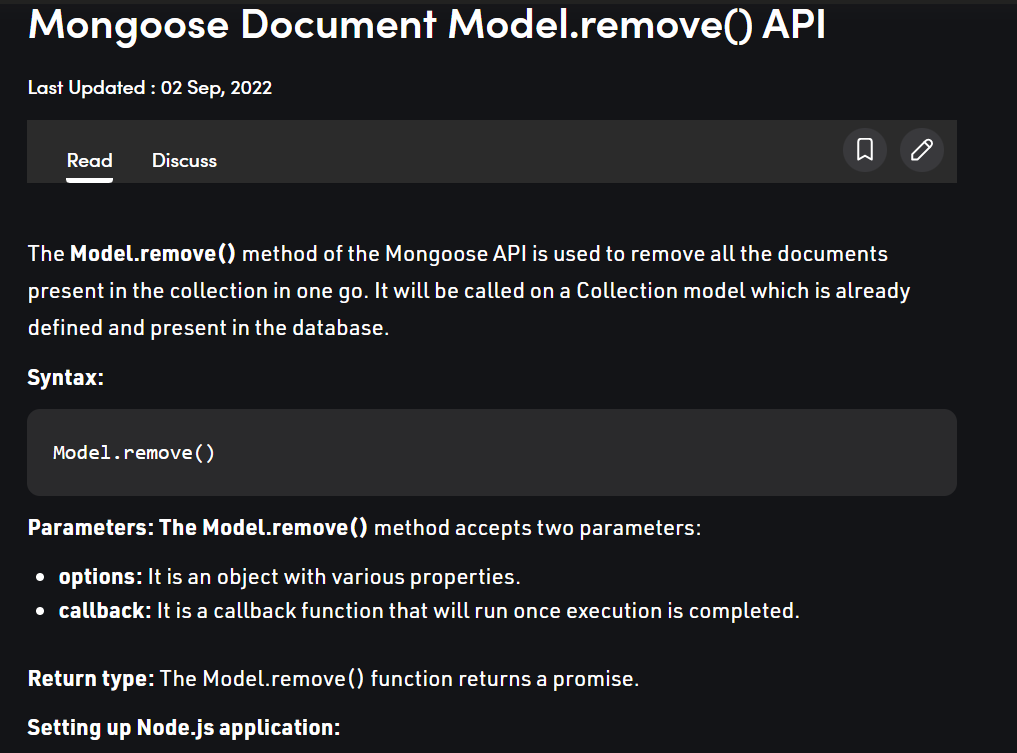 Mongoose Document Model.remove() API
Last Updated : 02 Sep, 2022
Read Discuss
The Model.remove() method of the Mongoose API is used to remove all the documents
present in the collection in one go. It will be called on a Collection model which is already
defined and present in the database.
Syntax:
Model.remove()
Parameters: The Model.remove() method accepts two parameters:
• options: It is an object with various properties.
• callback: It is a callback function that will run once execution is completed.
Return type: The Model.remove() function returns a promise.
Setting up Node.js application: